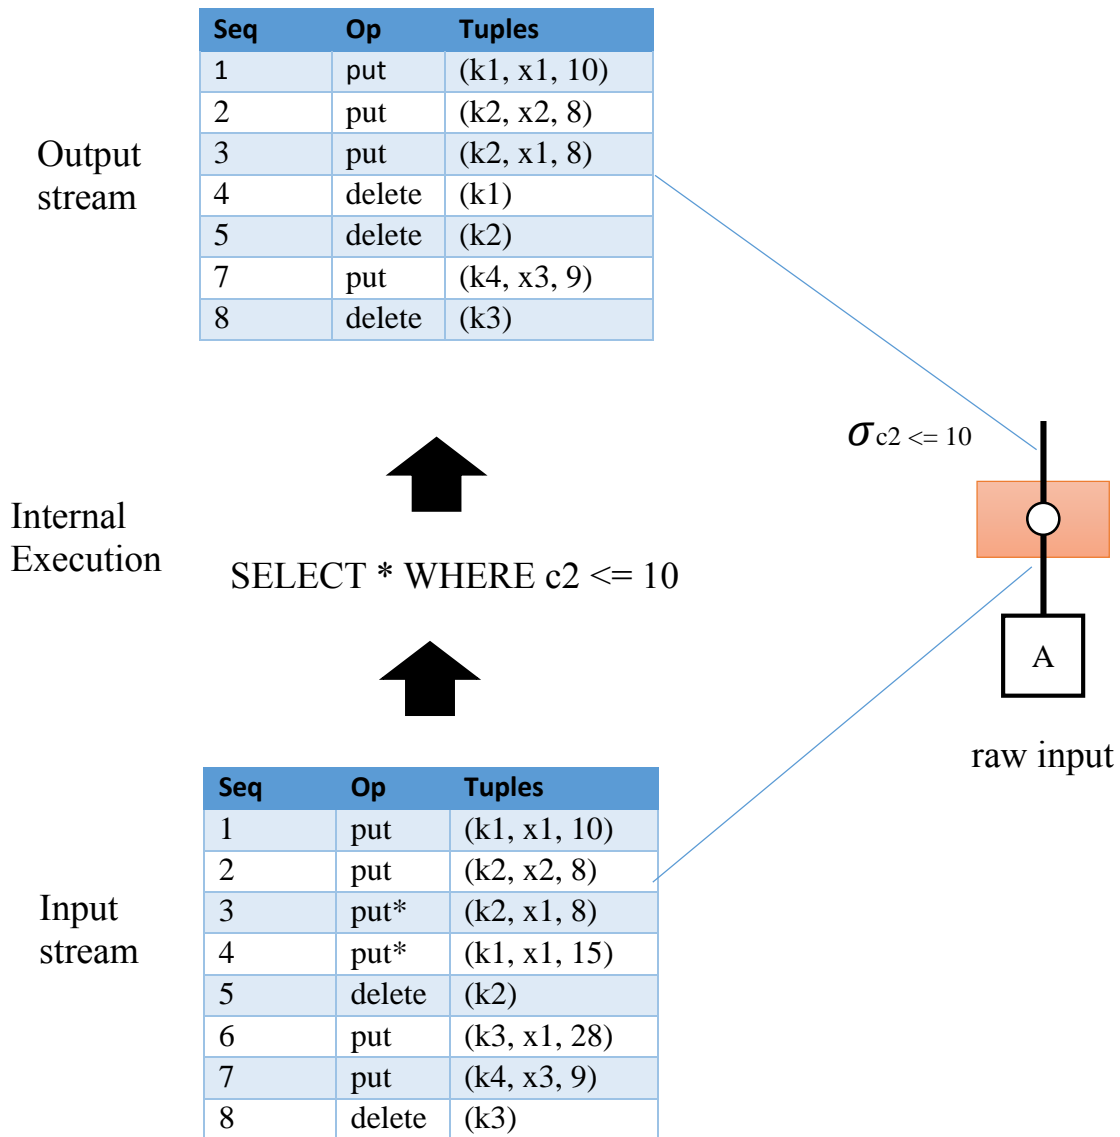 Seq Op Tuples
1 put (k1, x1, 10)
2 put (k2, x2, 8)
3 put (k2, x1, 8)
4 delete (k1)
5 delete (k2)
7 put (k4, x3, 9)
8 delete (k3)
Output
stream
σc2 <= 10
Internal
Execution
SELECT * WHERE c2 <= 10
A
raw input
Seq Op Tuples
1 put (k1, x1, 10)
2 put (k2, x2, 8)
3 put* (k2, x1, 8)
4 put* (k1, x1, 15)
5 delete (k2)
6 put (k3, x1, 28)
7 put (k4, x3, 9)
8 delete (k3)
Input
stream